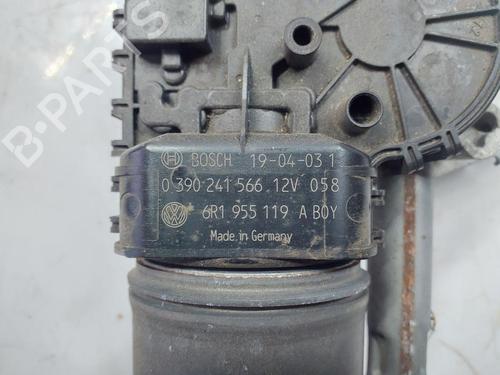 BOSCH 19-04-03 1
0 390 241 566 12V 058
6R1 955 119 A BOY
Made in Germany
B-PARTS
12